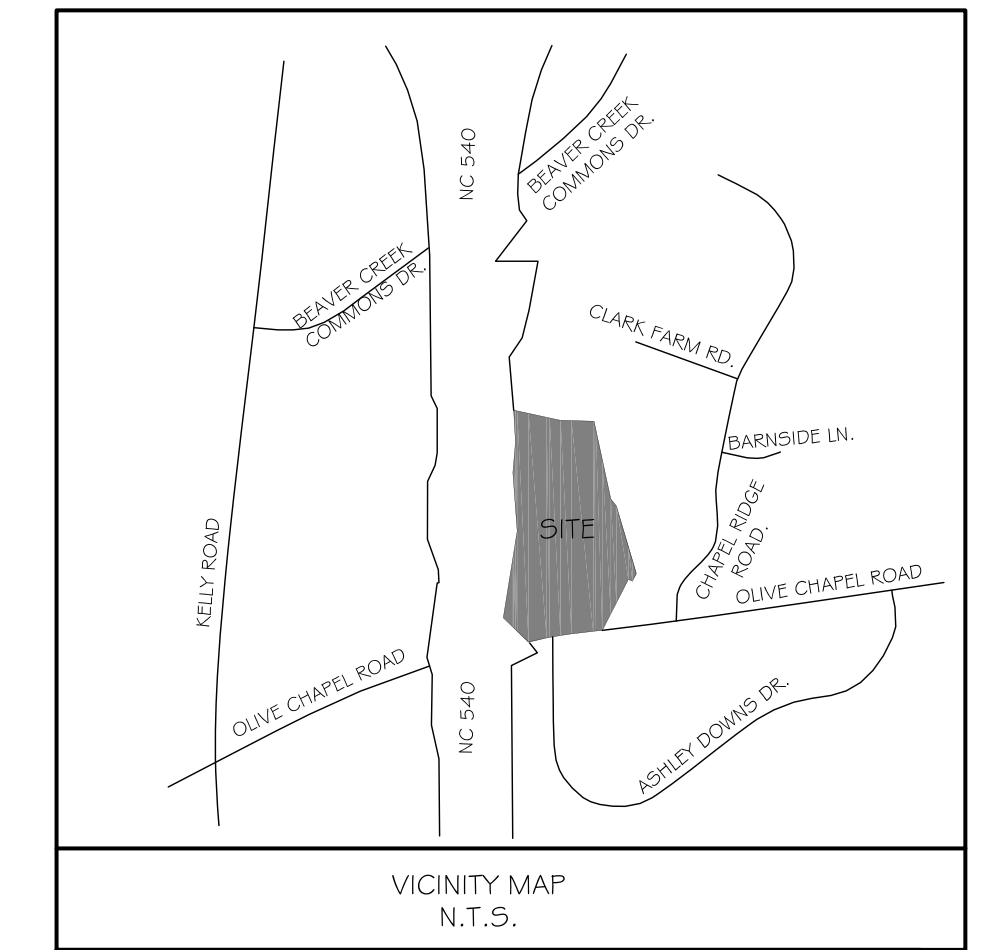 NC 540
BEAVER CREEK
COMMONS DR.
BEAVER CREEK
COMMONS DR.
CLARK FARM RD.
BARNSIDE LN.
CHAPEL RIDGE
ROAD.
SITE
KELLY ROAD
OLIVE CHAPEL ROAD
OLIVE CHAPEL ROAD
NC 540
ASHLEY DOWNS DR.
VICINITY MAP
N.T.S.